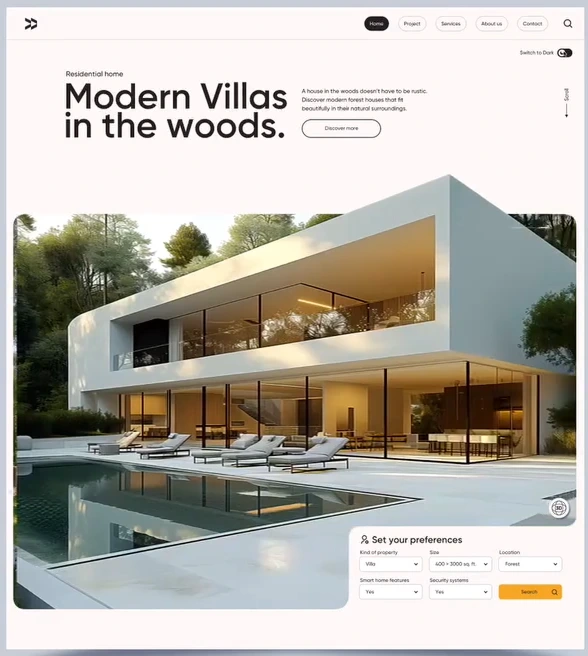 Home
Project
Services
About us
Contact
Switch to Dark
Residential home
Modern Villas
in the woods.
A house in the woods doesn't have to be rustic.
Discover modern forest houses that fit
beautifully in their natural surroundings.
Discover more
Scroll
3D
Set your preferences
Kind of property
Size
Location
Villa
400 > 3000 sq. ft.
Forest
Smart home features
Security systems
Yes
Yes
Search